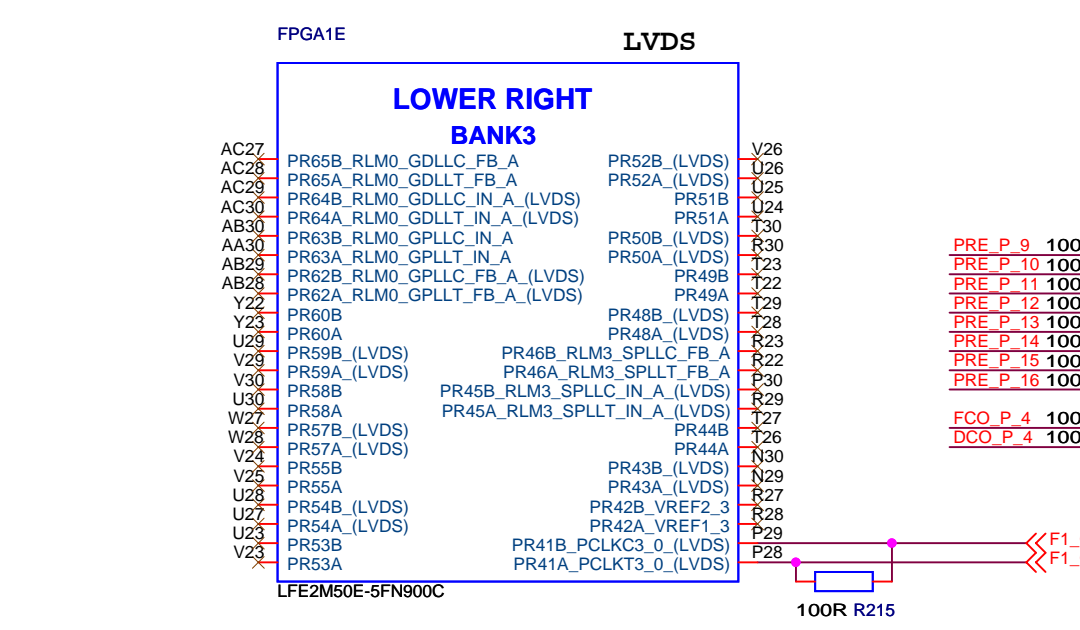 FPGA1E
LVDS
LOWER RIGHT
BANK3
AC27 PR65B_RLM0_GDLLC_FB_A PR52B_(LVDS) V26
AC28 PR65A_RLM0_GDLLT_FB_A PR52A_(LVDS) U26
AC29 PR64B_RLM0_GDLLC_IN_A_(LVDS) PR51B U25
AC30 PR64A_RLM0_GDLLT_IN_A_(LVDS) PR51A U24
AB30 PR63B_RLM0_GPLLC_IN_A PR50B_(LVDS) T30
AA30 PR63A_RLM0_GPLLT_IN_A PR50A_(LVDS) R30
AB29 PR62B_RLM0_GPLLC_FB_A_(LVDS) PR49B T23
AB28 PR62A_RLM0_GPLLT_FB_A_(LVDS) PR49A T22
Y22 PR60B PR48B_(LVDS) T29
Y23 PR60A PR48A_(LVDS) T28
U29 PR59B_(LVDS) PR46B_RLM3_SPLLC_FB_A R23
V29 PR59A_(LVDS) PR46A_RLM3_SPLLT_FB_A R22
V30 PR58B PR45B_RLM3_SPLLC_IN_A_(LVDS) P30
U30 PR58A PR45A_RLM3_SPLLT_IN_A_(LVDS) R29
W27 PR57B_(LVDS) PR44B T27
W28 PR57A_(LVDS) PR44A T26
V24 PR55B PR43B_(LVDS) N30
V25 PR55A PR43A_(LVDS) N29
U28 PR54B_(LVDS) PR42B_VREF2_3 R27
U27 PR54A_(LVDS) PR42A_VREF1_3 R28
U23 PR53B PR41B_PCLKC3_0_(LVDS) P29
V23 PR53A PR41A_PCLKT3_0_(LVDS) P28
LFE2M50E-5FN900C
PRE_P_9 100
PRE_P_10 100
PRE_P_11 100
PRE_P_12 100
PRE_P_13 100
PRE_P_14 100
PRE_P_15 100
PRE_P_16 100
FCO_P_4 100
DCO_P_4 100
F1_
F1_
100R R215